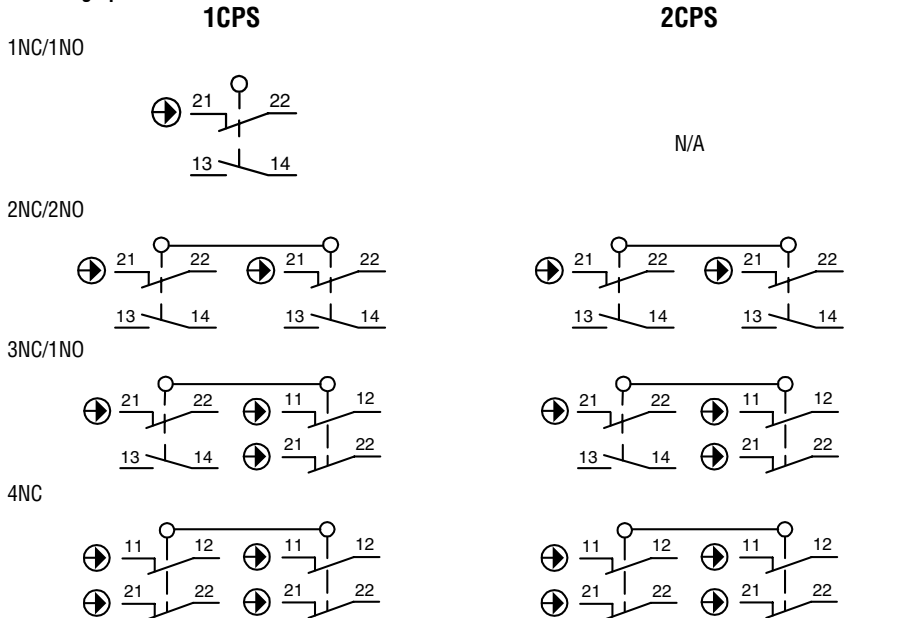 1CPS 2CPS
1NC/1NO
21 22
N/A
13 14
2NC/2NO
21 22 21 22 21 22 21 22
13 14 13 14 13 14 13 14
3NC/1NO
21 22 11 12 21 22 11 12
21 22 21 22
13 14 13 14
4NC
11 12 11 12 11 12 11 12
21 22 21 22 21 22 21 22